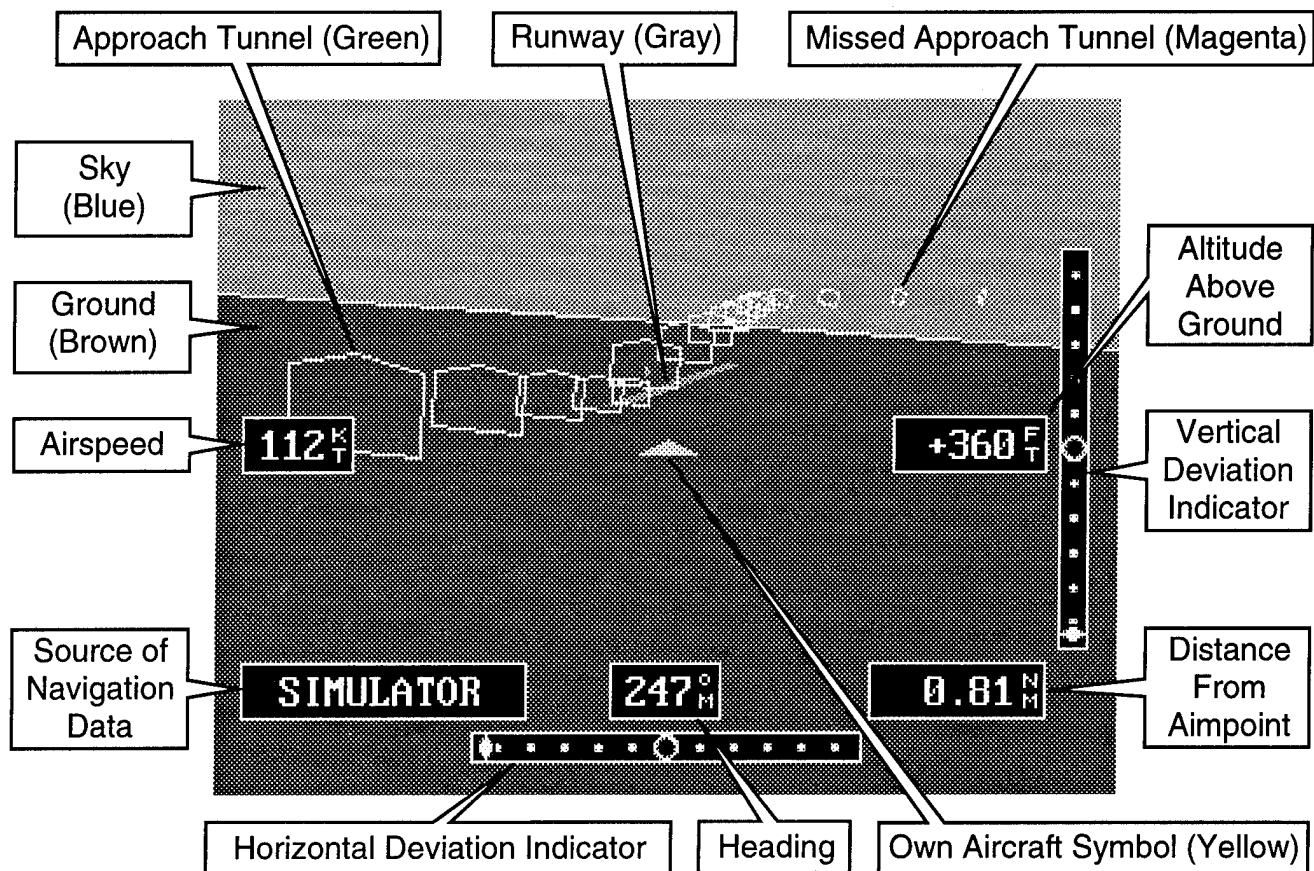 Approach Tunnel (Green)
Runway (Gray)
Missed Approach Tunnel (Magenta)
Sky
(Blue)
Ground
(Brown)
Altitude
Above
Ground
Airspeed
112 KT
+360 FT
Vertical
Deviation
Indicator
Source of
Navigation
Data
SIMULATOR
247 °M
0.81 NM
Distance
From
Aimpoint
Horizontal Deviation Indicator
Heading
Own Aircraft Symbol (Yellow)